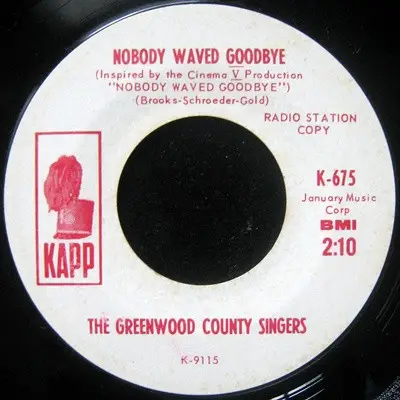 NOBODY WAVED GOODBYE
(Inspired by the Cinema V Production
"NOBODY WAVED GOODBYE")
(Brooks-Schroeder-Gold)
RADIO STATION
COPY
K-675
January Music
Corp
BMI
2:10
KAPP
THE GREENWOOD COUNTY SINGERS
K-9115